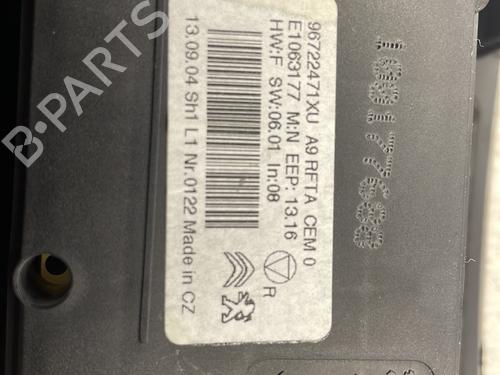 96722471XU A9 RFTA CEM 0
E1063177 M:N EEP: 13.16
HW:F SW:06.01 In:08
13.09.04 Sh1 L1 Nr.0122 Made in CZ
R
B-PARTS